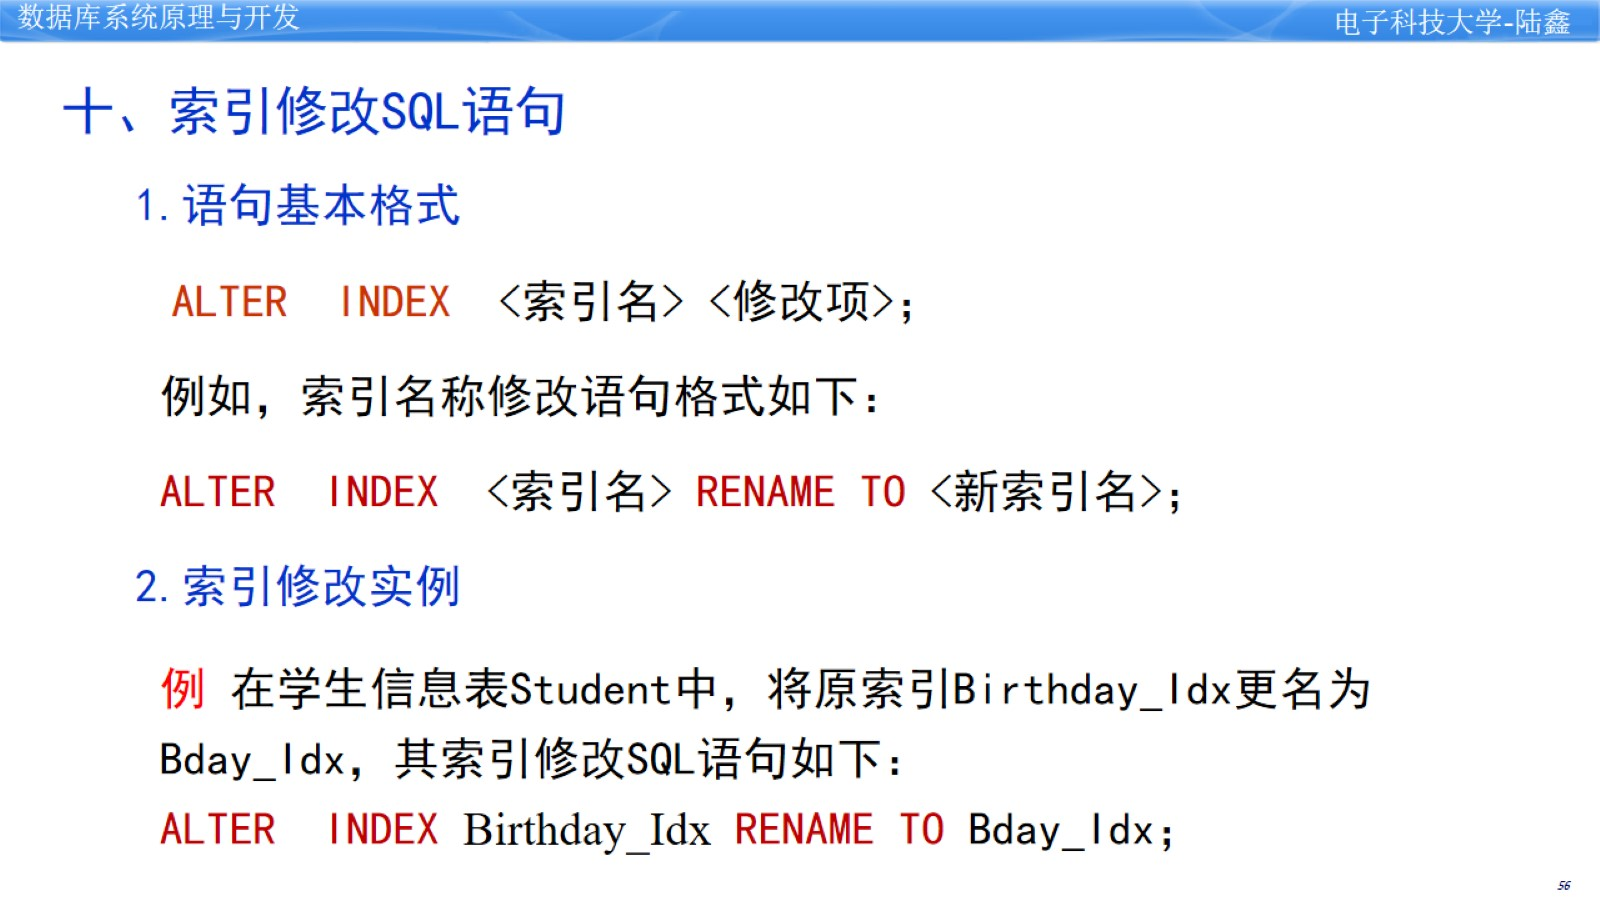 数据库系统原理与开发
电子科技大学-陆鑫
十、索引修改SQL语句
1.语句基本格式
ALTER INDEX <索引名> <修改项>;
例如，索引名称修改语句格式如下：
ALTER INDEX <索引名> RENAME TO <新索引名>;
2.索引修改实例
例 在学生信息表Student中，将原索引Birthday_Idx更名为
Bday_Idx，其索引修改SQL语句如下：
ALTER INDEX Birthday_Idx RENAME TO Bday_Idx;
56